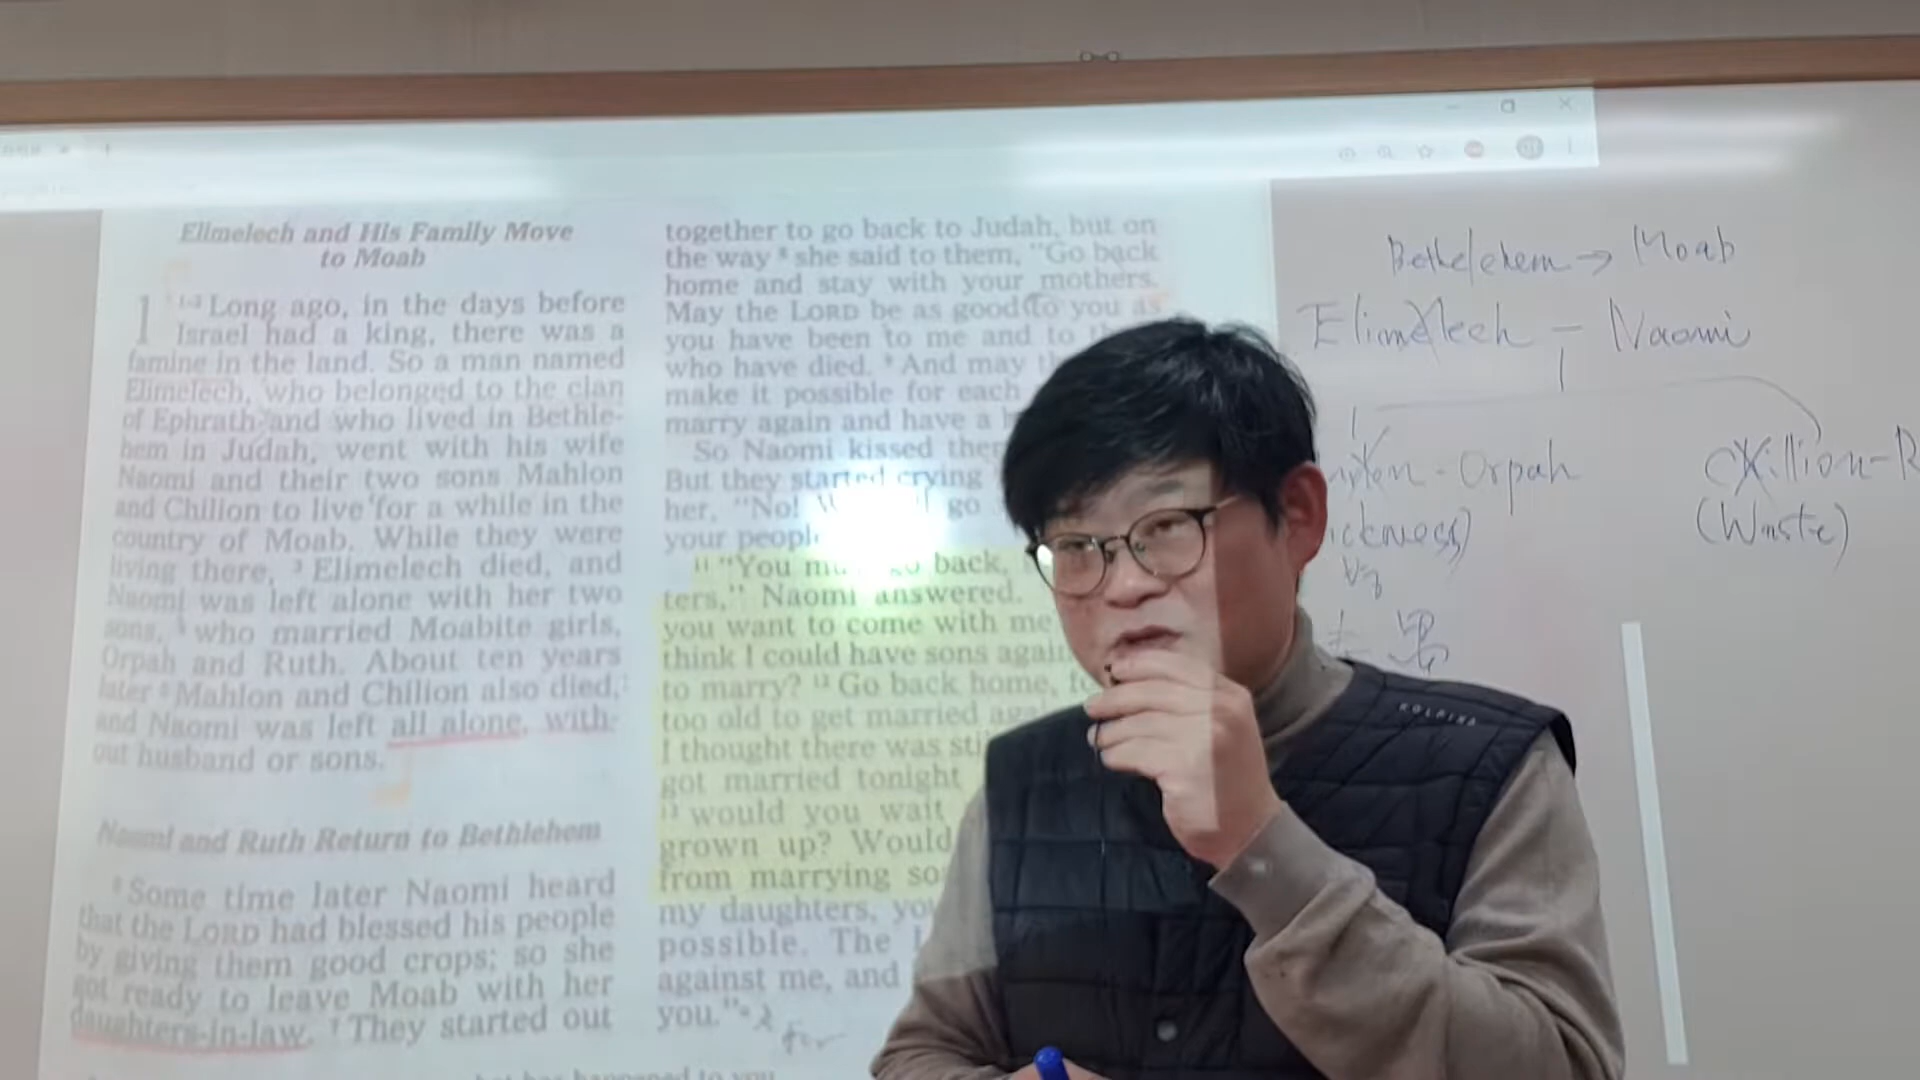 Elimelech and His Family Move
to Moab
1 1-2 Long ago, in the days before
Israel had a king, there was a
famine in the land. So a man named
Elimelech, who belonged to the clan
of Ephrath and who lived in Bethle-
hem in Judah, went with his wife
Naomi and their two sons Mahlon
and Chilion to live for a while in the
country of Moab. While they were
living there, 3 Elimelech died, and
Naomi was left alone with her two
sons, 4 who married Moabite girls,
Orpah and Ruth. About ten years
later 5 Mahlon and Chilion also died,
and Naomi was left all alone, with-
out husband or sons.
Naomi and Ruth Return to Bethlehem
6 Some time later Naomi heard
that the LORD had blessed his people
by giving them good crops; so she
got ready to leave Moab with her
daughters-in-law. 7 They started out
together to go back to Judah, but on
the way 8 she said to them, "Go back
home and stay with your mothers.
May the LORD be as good to you as
you have been to me and to
who have died. 9 And may
make it possible for each
marry again and have a
So Naomi kissed
But they started crying
her, "No! go
your
11 "You back,
ters," Naomi answered.
you want to come with me
think I could have sons
to marry? 12 Go back home,
too old to get married
I thought there was
got married tonight
13 would you wait
grown up? Would
from marrying
my daughters,
possible. The
against me, and
you."
for
happened to you
Bethelehem → Moab
Elimelech - Naomi
- Orpah
Chillion - R
(Waste)
KOLPING